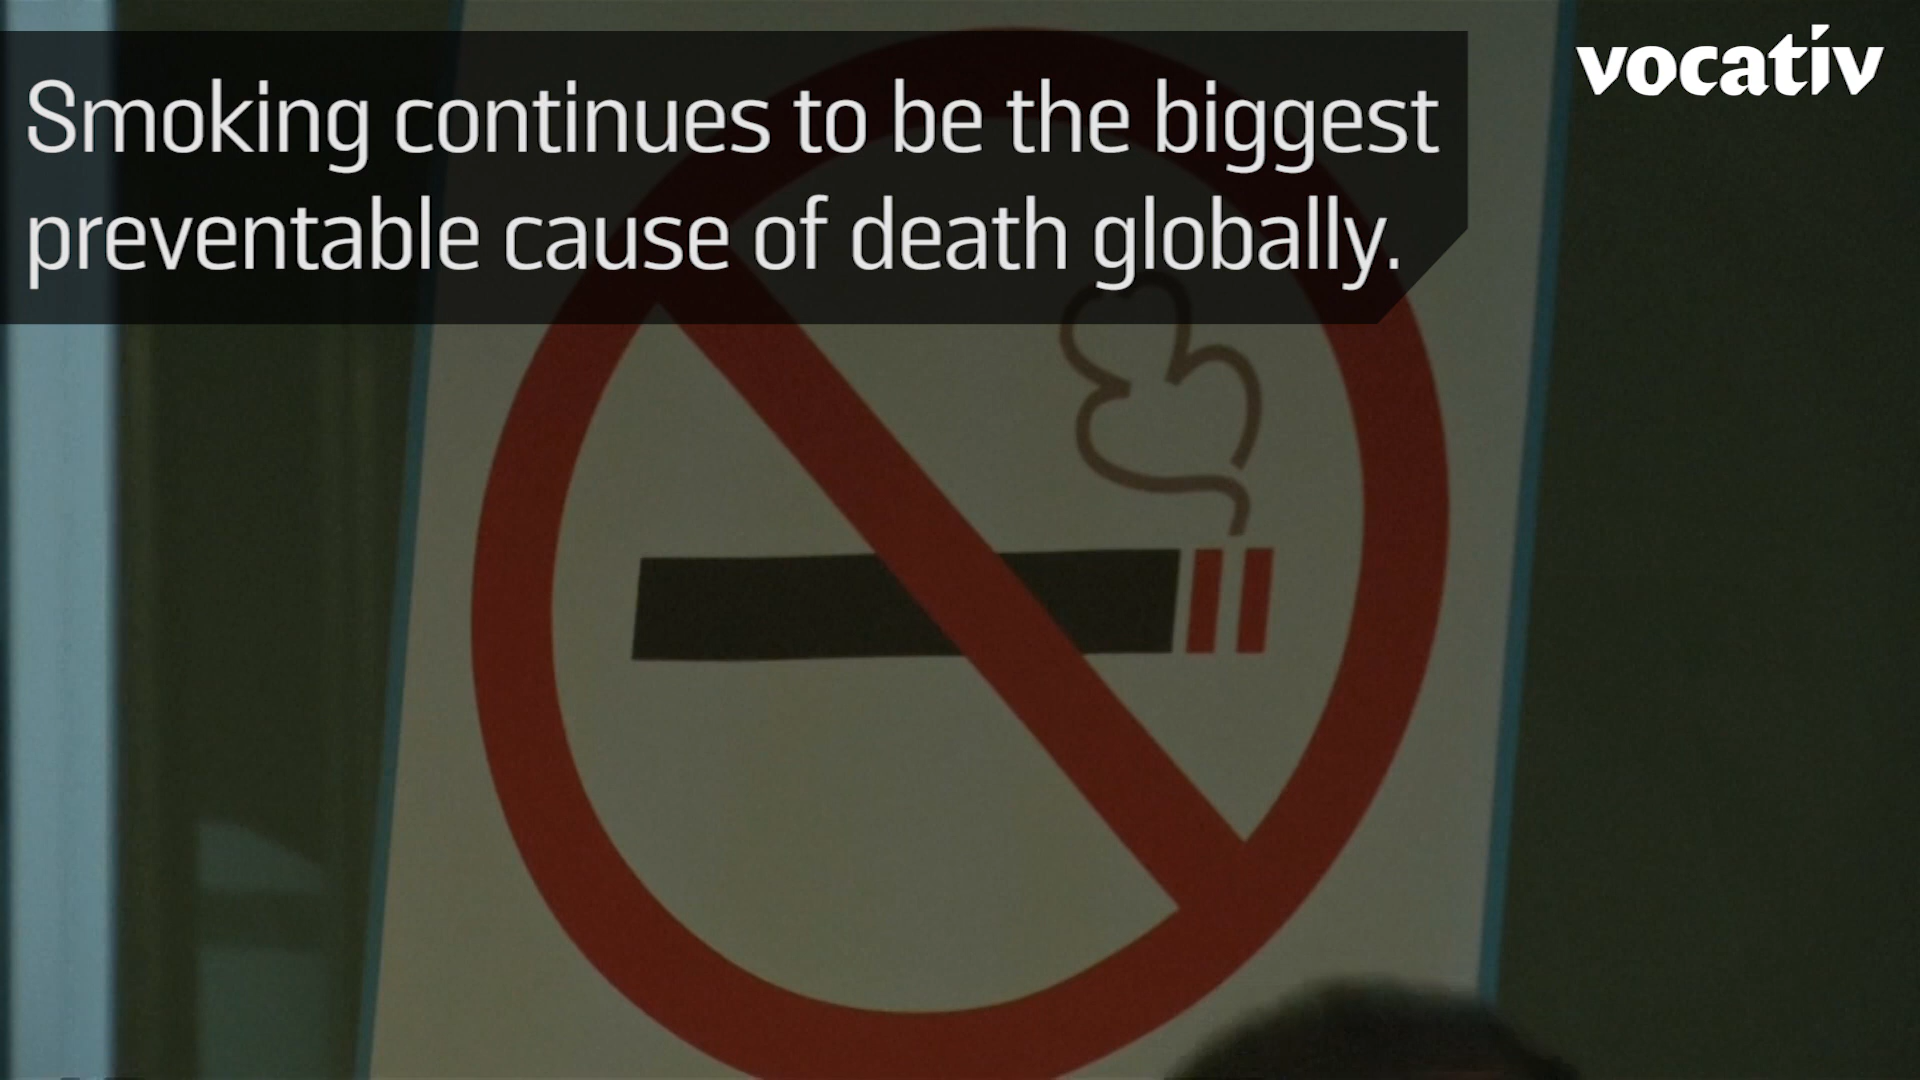 Smoking continues to be the biggest
preventable cause of death globally.
vocativ